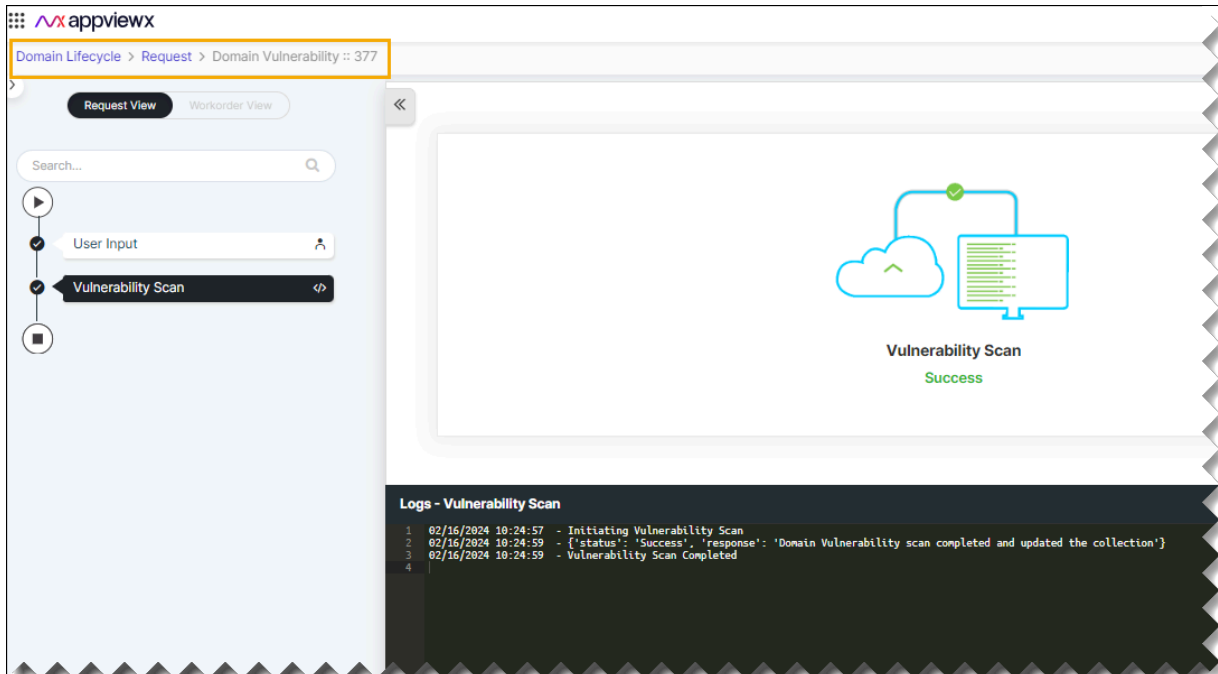 appviewx
Domain Lifecycle > Request > Domain Vulnerability :: 377
Request View
Workorder View
Search...
User Input
Vulnerability Scan
Vulnerability Scan
Success
Logs - Vulnerability Scan
1 02/16/2024 10:24:57 - Initiating Vulnerability Scan
2 02/16/2024 10:24:59 - {'status': 'Success', 'response': 'Domain Vulnerability scan completed and updated the collection'}
3 02/16/2024 10:24:59 - Vulnerability Scan Completed
4